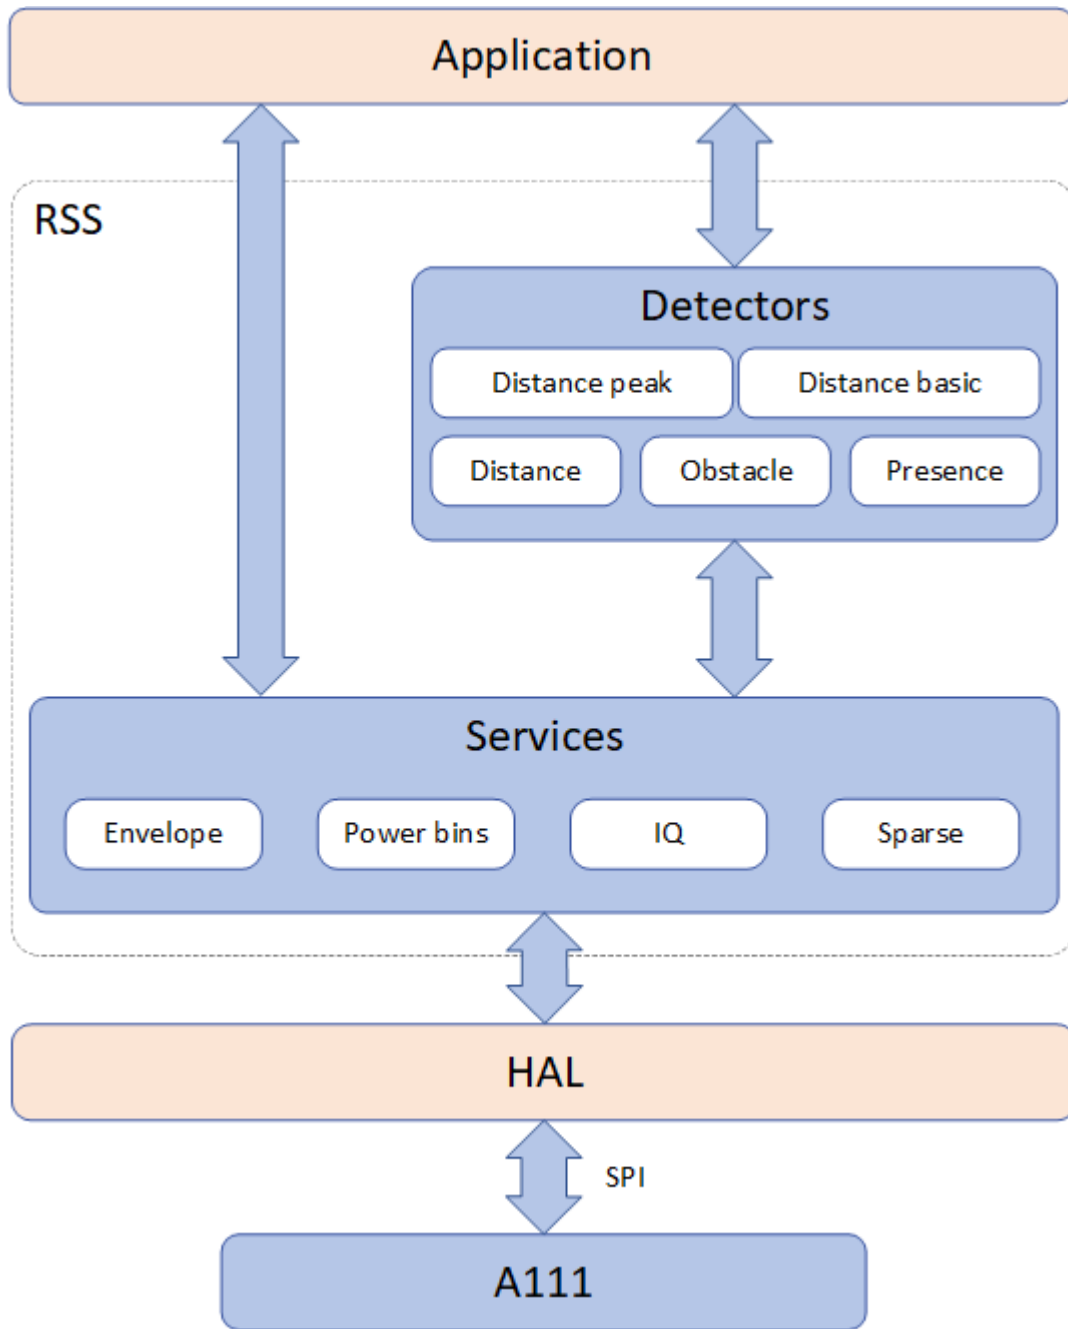 Application
RSS
Detectors
Distance peak
Distance basic
Distance
Obstacle
Presence
Services
Envelope
Power bins
IQ
Sparse
HAL
SPI
A111